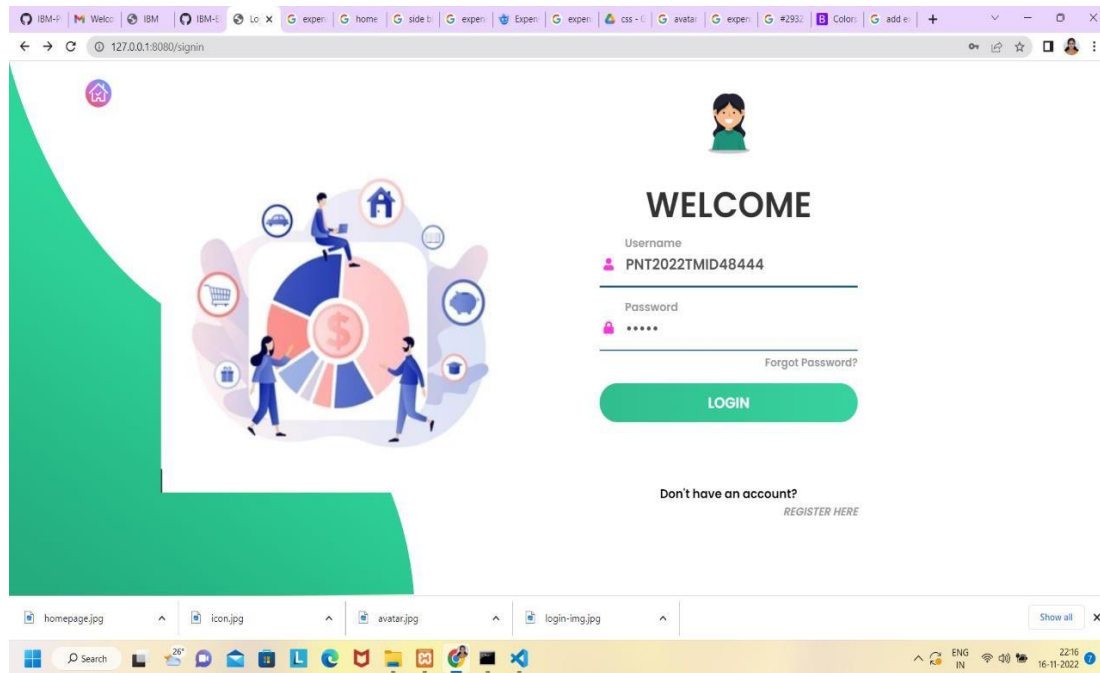 IBM-P
Welco
IBM
IBM-E
Lo
expen
home
side b
expen
Expen
expen
css - G
avatar
expen
#2932
Colors
add e
127.0.0.1:8080/signin
WELCOME
Username
PNT2022TMID48444
Password
•••••
Forgot Password?
LOGIN
Don't have an account?
REGISTER HERE
homepage.jpg
icon.jpg
avatar.jpg
login-img.jpg
Show all
Search
26°
ENG
IN
22:16
16-11-2022
7